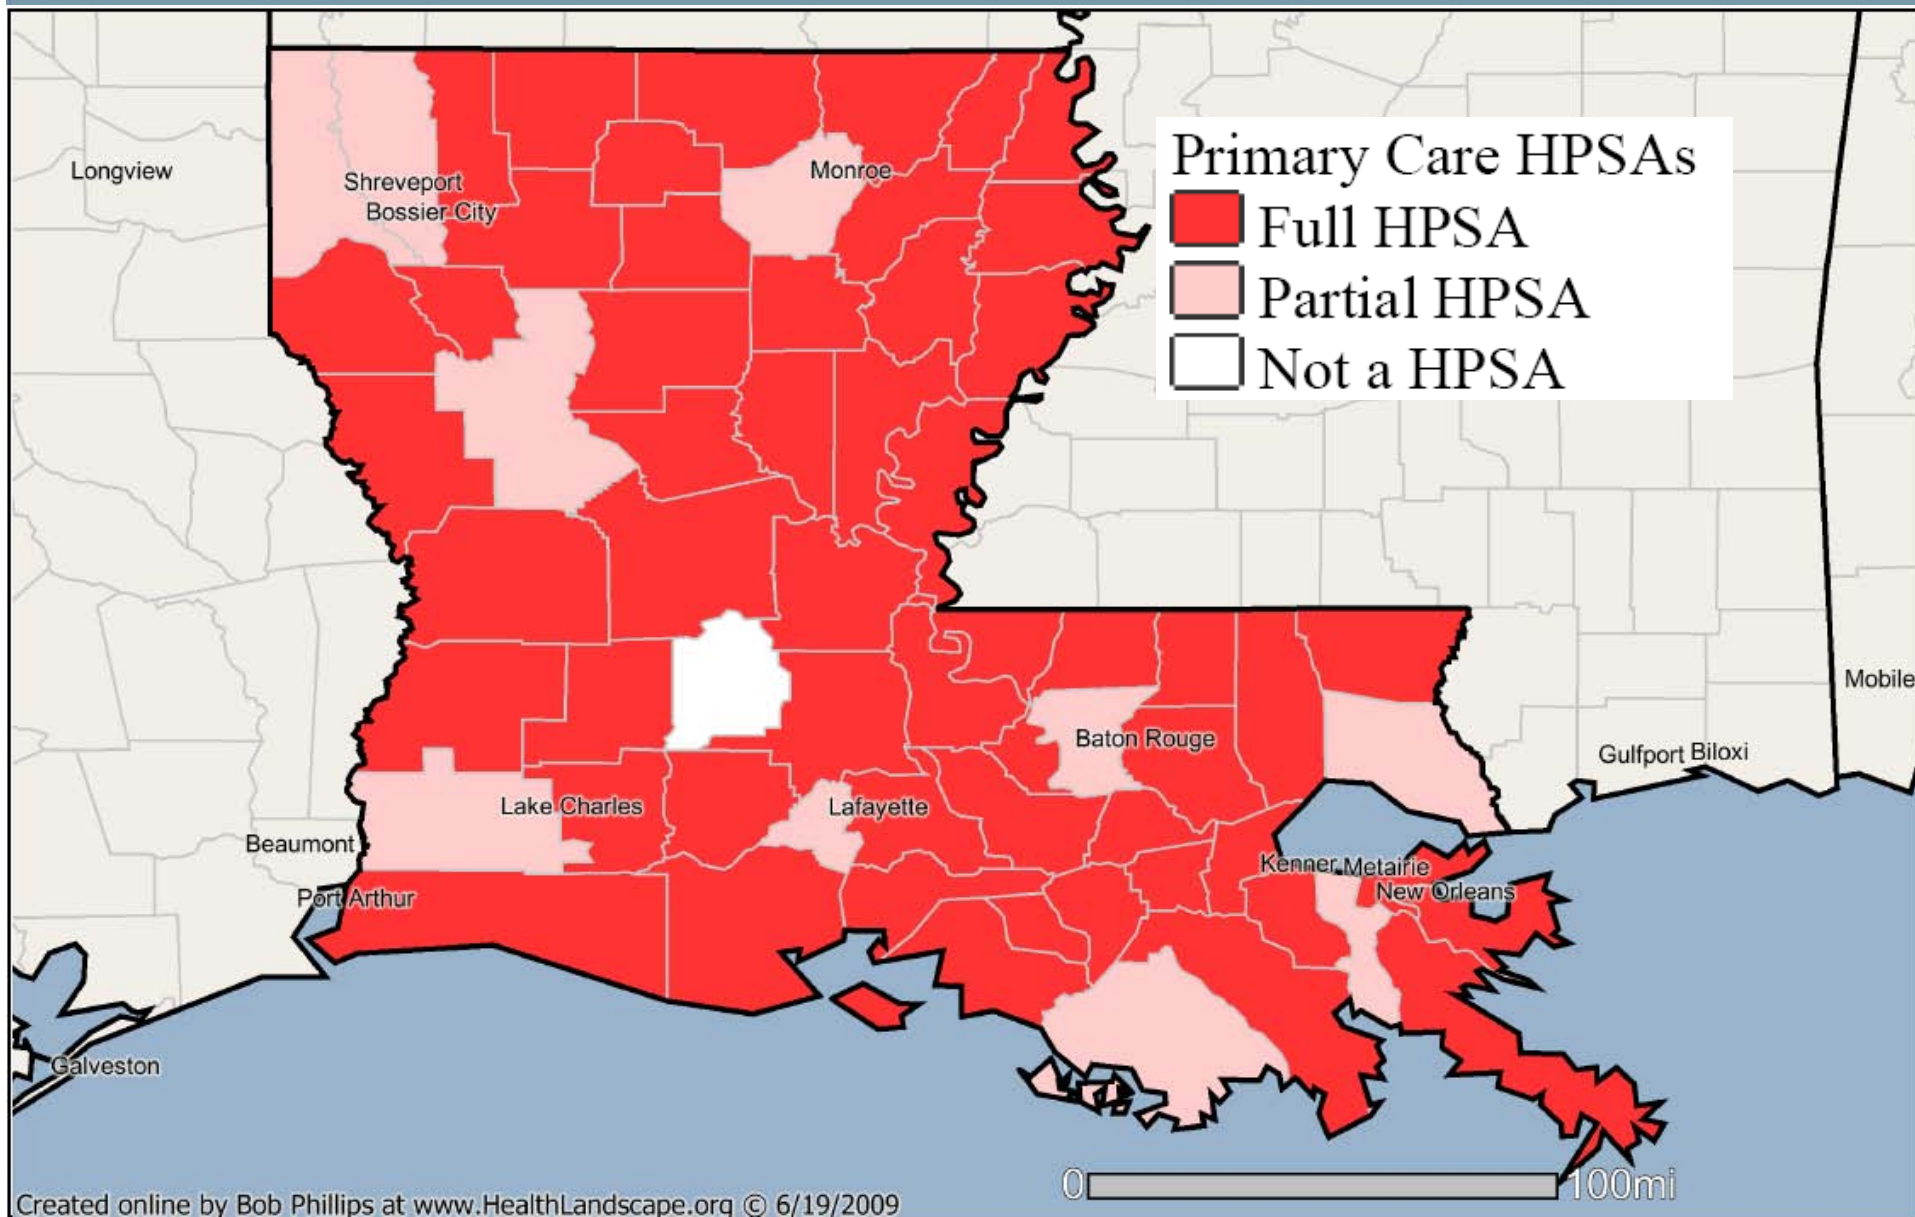 Longview
Monroe
Shreveport
Bossier City
Primary Care HPSAs
Full HPSA
Partial HPSA
Not a HPSA
Mobile
Baton Rouge
Gulfport Biloxi
Lake Charles
Lafayette
Beaumont
Kenner Metairie
New Orleans
Port Arthur
Galveston
0 100mi
Created online by Bob Phillips at www.HealthLandscape.org © 6/19/2009